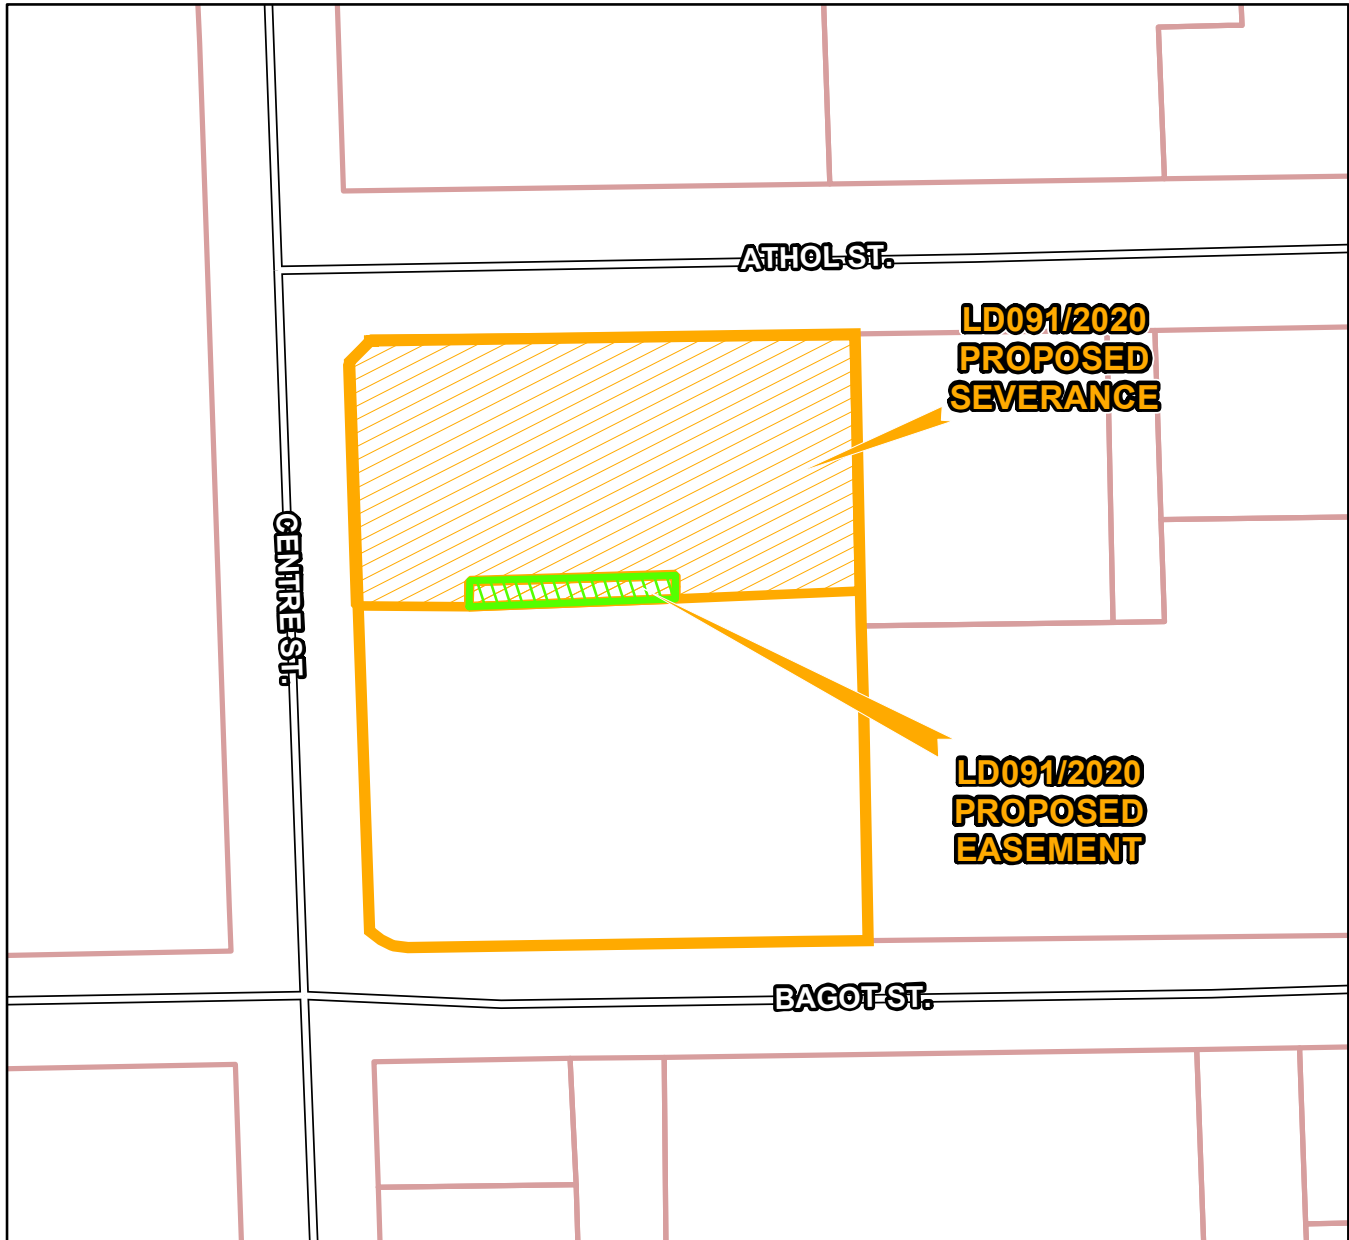 ATHOL ST.
LD091/2020
PROPOSED
SEVERANCE
CENTRE ST.
LD091/2020
PROPOSED
EASEMENT
BAGOT ST.